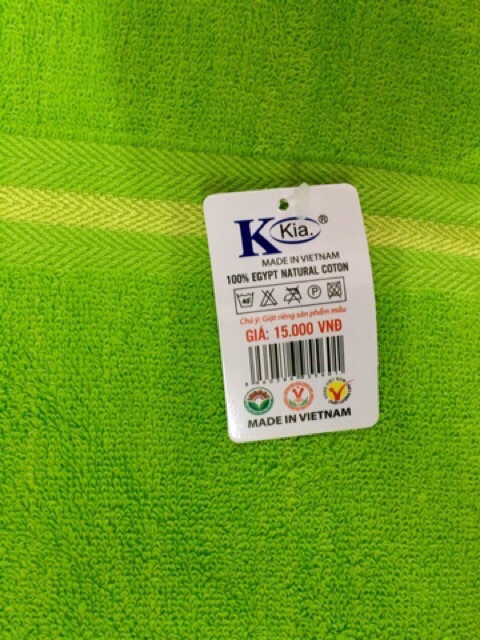 K Kia.®
MADE IN VIETNAM
100% EGYPT NATURAL COTON
Chú ý: Giặt riêng sản phẩm mầu
GIÁ: 15.000 VNĐ
MADE IN VIETNAM